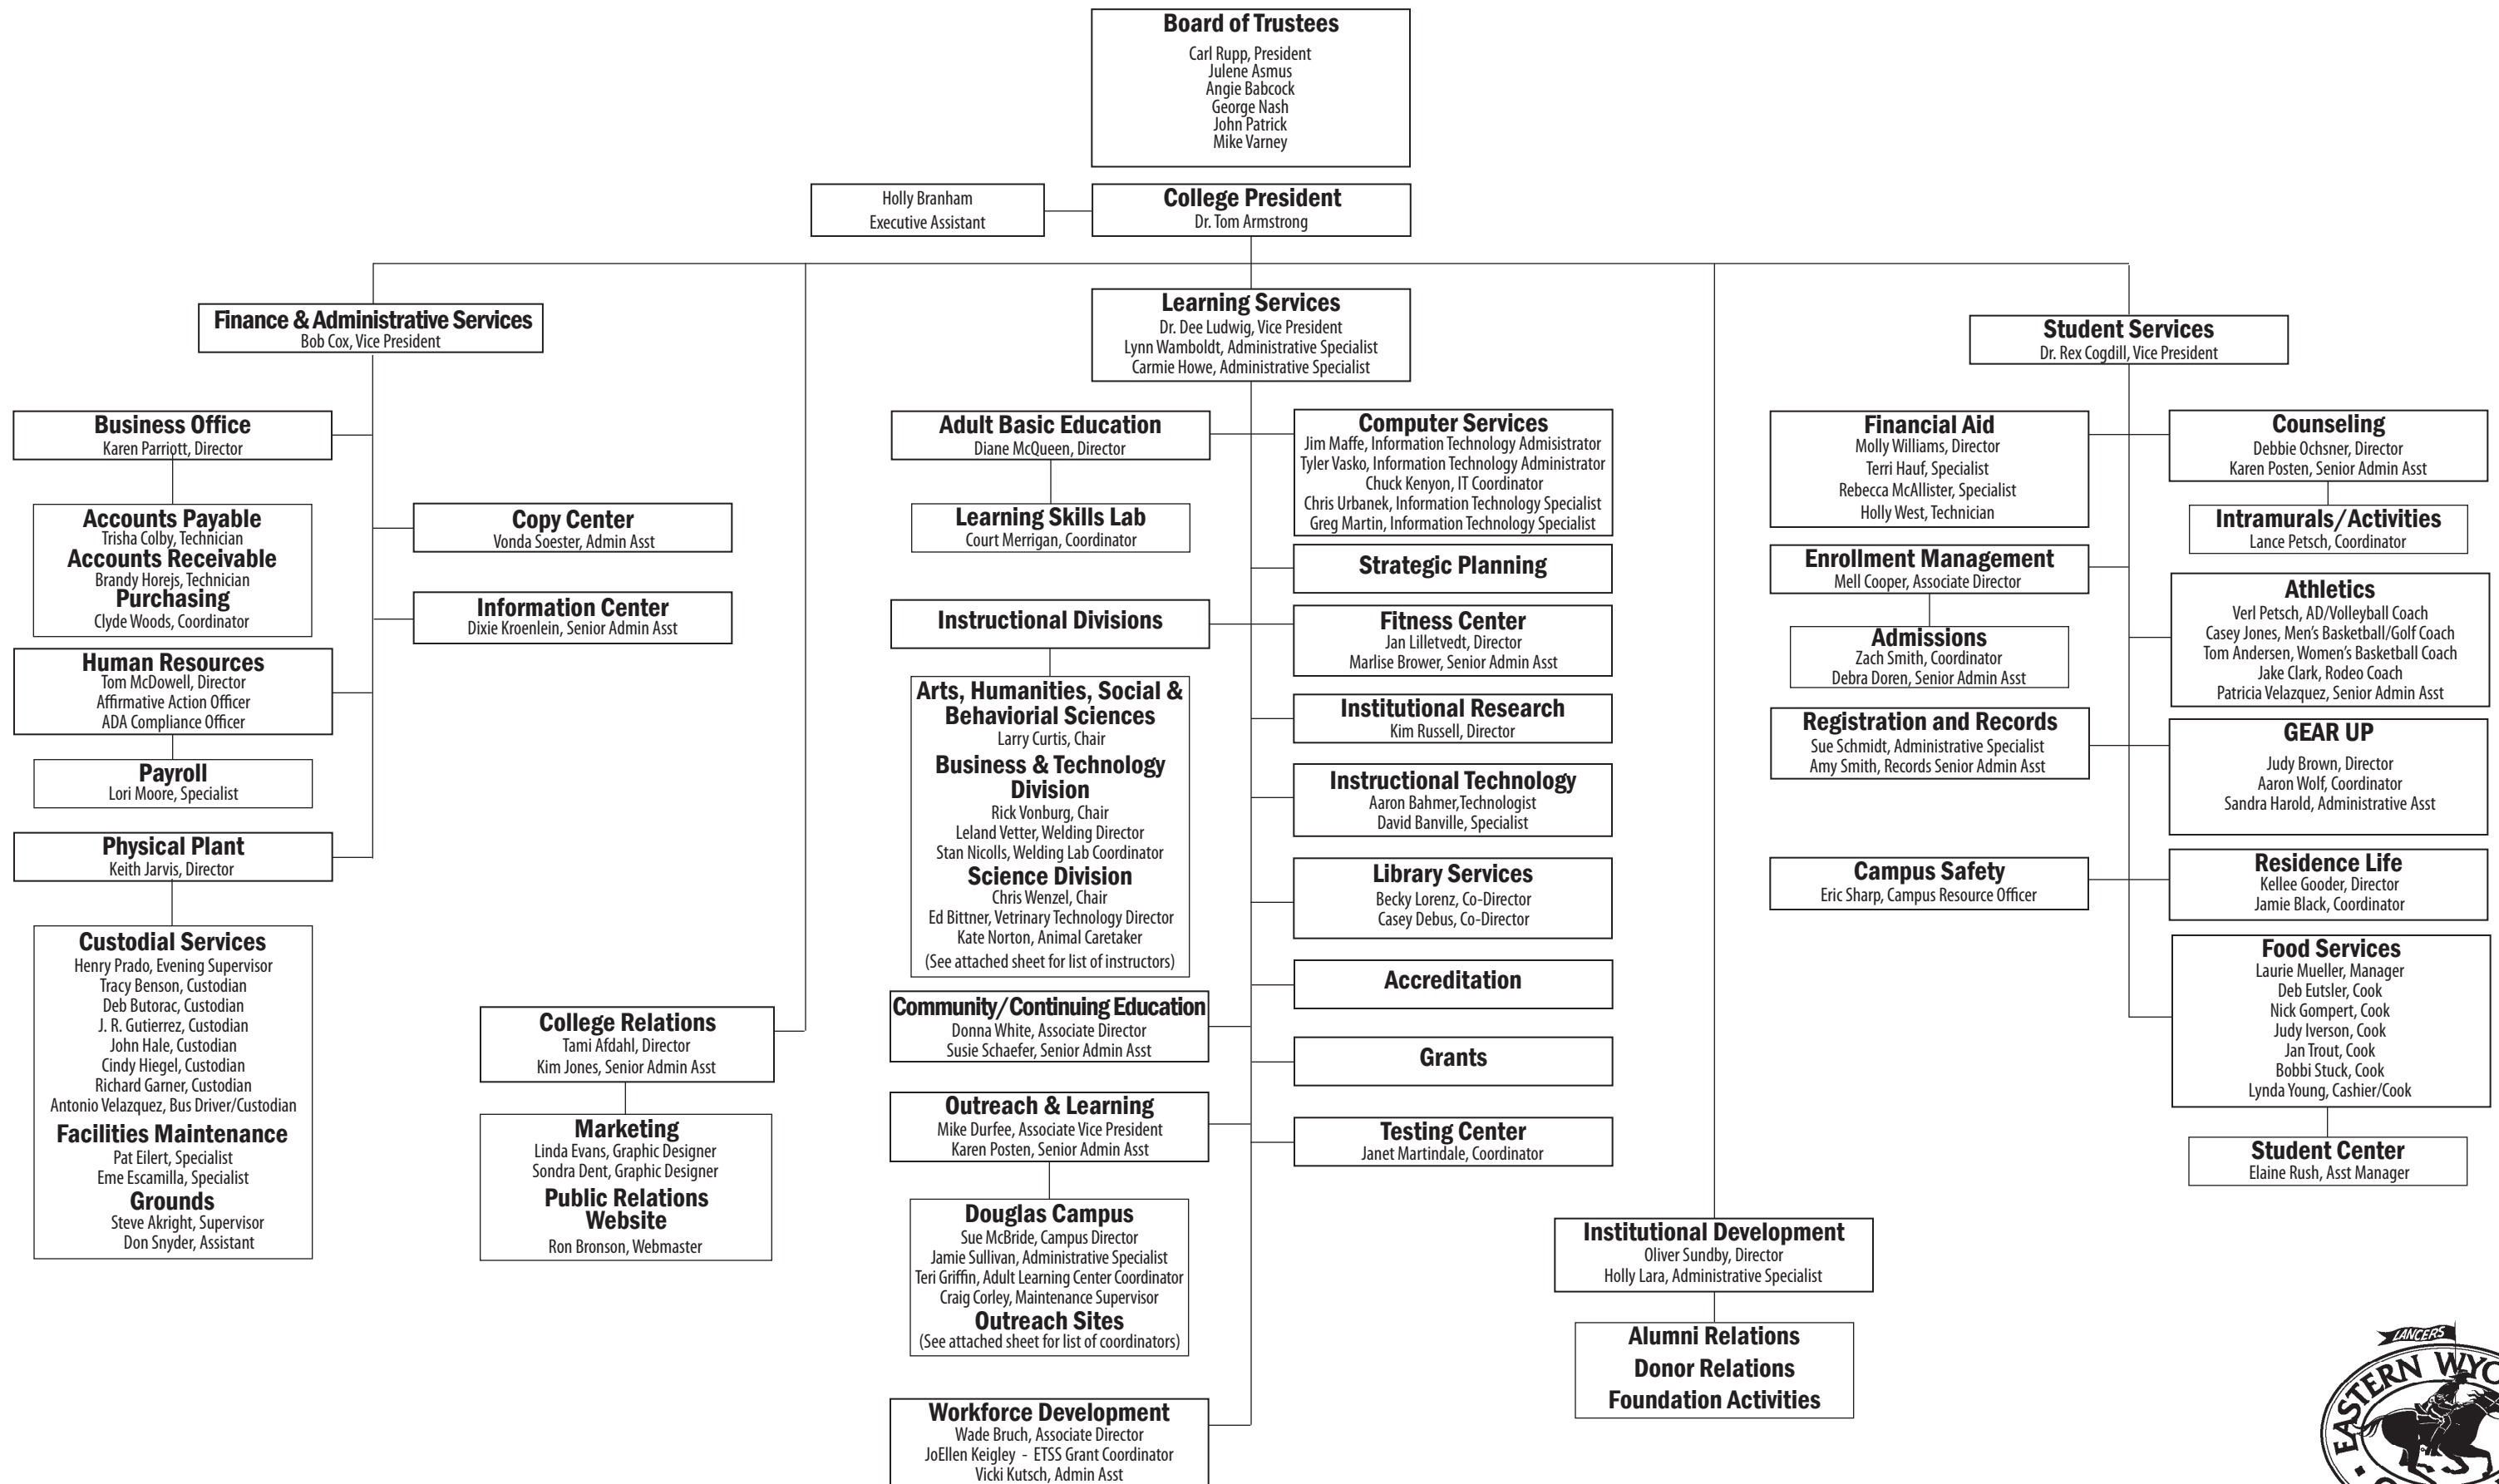 Board of Trustees
Carl Rupp, President
Julene Asmus
Angie Babcock
George Nash
John Patrick
Mike Varney
Holly Branham
Executive Assistant
College President
Dr. Tom Armstrong
Finance & Administrative Services
Bob Cox, Vice President
Business Office
Karen Parriott, Director
Accounts Payable
Trisha Colby, Technician
Accounts Receivable
Brandy Horejs, Technician
Purchasing
Clyde Woods, Coordinator
Human Resources
Tom McDowell, Director
Affirmative Action Officer
ADA Compliance Officer
Payroll
Lori Moore, Specialist
Physical Plant
Keith Jarvis, Director
Custodial Services
Henry Prado, Evening Supervisor
Tracy Benson, Custodian
Deb Butorac, Custodian
J. R. Gutierrez, Custodian
John Hale, Custodian
Cindy Hiegel, Custodian
Richard Garner, Custodian
Antonio Velazquez, Bus Driver/Custodian
Facilities Maintenance
Pat Eilert, Specialist
Eme Escamilla, Specialist
Grounds
Steve Akright, Supervisor
Don Snyder, Assistant
Copy Center
Vonda Soester, Admin Asst
Information Center
Dixie Kroenlein, Senior Admin Asst
College Relations
Tami Afdahl, Director
Kim Jones, Senior Admin Asst
Marketing
Linda Evans, Graphic Designer
Sondra Dent, Graphic Designer
Public Relations
Website
Ron Bronson, Webmaster
Learning Services
Dr. Dee Ludwig, Vice President
Lynn Wamboldt, Administrative Specialist
Carmie Howe, Administrative Specialist
Adult Basic Education
Diane McQueen, Director
Learning Skills Lab
Court Merrigan, Coordinator
Instructional Divisions
Arts, Humanities, Social &
Behaviorial Sciences
Larry Curtis, Chair
Business & Technology
Division
Rick Vonburg, Chair
Leland Vetter, Welding Director
Stan Nicolls, Welding Lab Coordinator
Science Division
Chris Wenzel, Chair
Ed Bittner, Vetrinary Technology Director
Kate Norton, Animal Caretaker
(See attached sheet for list of instructors)
Community/Continuing Education
Donna White, Associate Director
Susie Schaefer, Senior Admin Asst
Outreach & Learning
Mike Durfee, Associate Vice President
Karen Posten, Senior Admin Asst
Douglas Campus
Sue McBride, Campus Director
Jamie Sullivan, Administrative Specialist
Teri Griffin, Adult Learning Center Coordinator
Craig Corley, Maintenance Supervisor
Outreach Sites
(See attached sheet for list of coordinators)
Workforce Development
Wade Bruch, Associate Director
JoEllen Keigley - ETSS Grant Coordinator
Vicki Kutsch, Admin Asst
Computer Services
Jim Maffe, Information Technology Admisistrator
Tyler Vasko, Information Technology Administrator
Chuck Kenyon, IT Coordinator
Chris Urbanek, Information Technology Specialist
Greg Martin, Information Technology Specialist
Strategic Planning
Fitness Center
Jan Lilletvedt, Director
Marlise Brower, Senior Admin Asst
Institutional Research
Kim Russell, Director
Instructional Technology
Aaron Bahmer,Technologist
David Banville, Specialist
Library Services
Becky Lorenz, Co-Director
Casey Debus, Co-Director
Accreditation
Grants
Testing Center
Janet Martindale, Coordinator
Institutional Development
Oliver Sundby, Director
Holly Lara, Administrative Specialist
Alumni Relations
Donor Relations
Foundation Activities
Student Services
Dr. Rex Cogdill, Vice President
Financial Aid
Molly Williams, Director
Terri Hauf, Specialist
Rebecca McAllister, Specialist
Holly West, Technician
Enrollment Management
Mell Cooper, Associate Director
Admissions
Zach Smith, Coordinator
Debra Doren, Senior Admin Asst
Registration and Records
Sue Schmidt, Administrative Specialist
Amy Smith, Records Senior Admin Asst
Campus Safety
Eric Sharp, Campus Resource Officer
Counseling
Debbie Ochsner, Director
Karen Posten, Senior Admin Asst
Intramurals/Activities
Lance Petsch, Coordinator
Athletics
Verl Petsch, AD/Volleyball Coach
Casey Jones, Men's Basketball/Golf Coach
Tom Andersen, Women's Basketball Coach
Jake Clark, Rodeo Coach
Patricia Velazquez, Senior Admin Asst
GEAR UP
Judy Brown, Director
Aaron Wolf, Coordinator
Sandra Harold, Administrative Asst
Residence Life
Kellee Gooder, Director
Jamie Black, Coordinator
Food Services
Laurie Mueller, Manager
Deb Eutsler, Cook
Nick Gompert, Cook
Judy Iverson, Cook
Jan Trout, Cook
Bobbi Stuck, Cook
Lynda Young, Cashier/Cook
Student Center
Elaine Rush, Asst Manager
LANCERS
EASTERN WYO